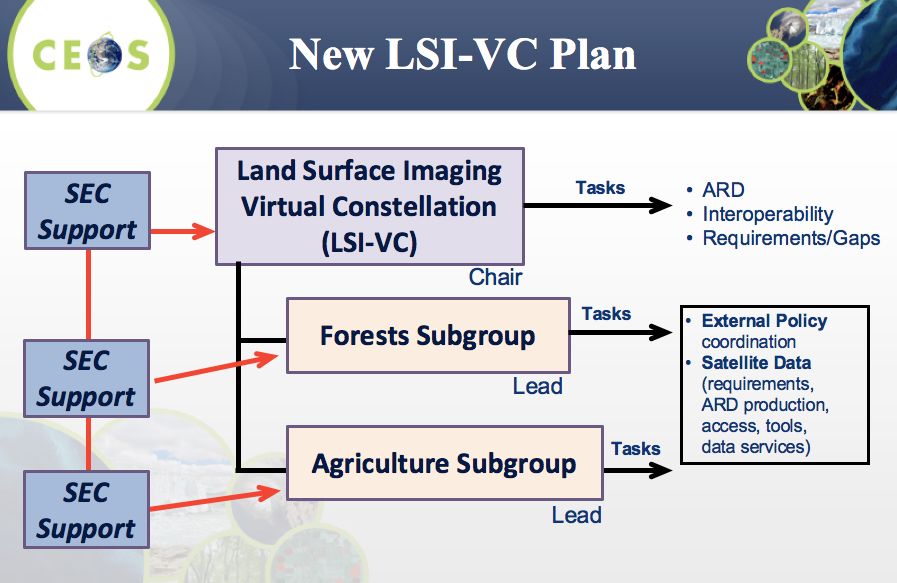 CEOS
New LSI-VC Plan
SEC
Support
Land Surface Imaging
Virtual Constellation
(LSI-VC)
Chair
Tasks
• ARD
• Interoperability
• Requirements/Gaps
SEC
Support
Forests Subgroup
Lead
Tasks
• External Policy
coordination
• Satellite Data
(requirements,
ARD production,
access, tools,
data services)
SEC
Support
Agriculture Subgroup
Lead
Tasks